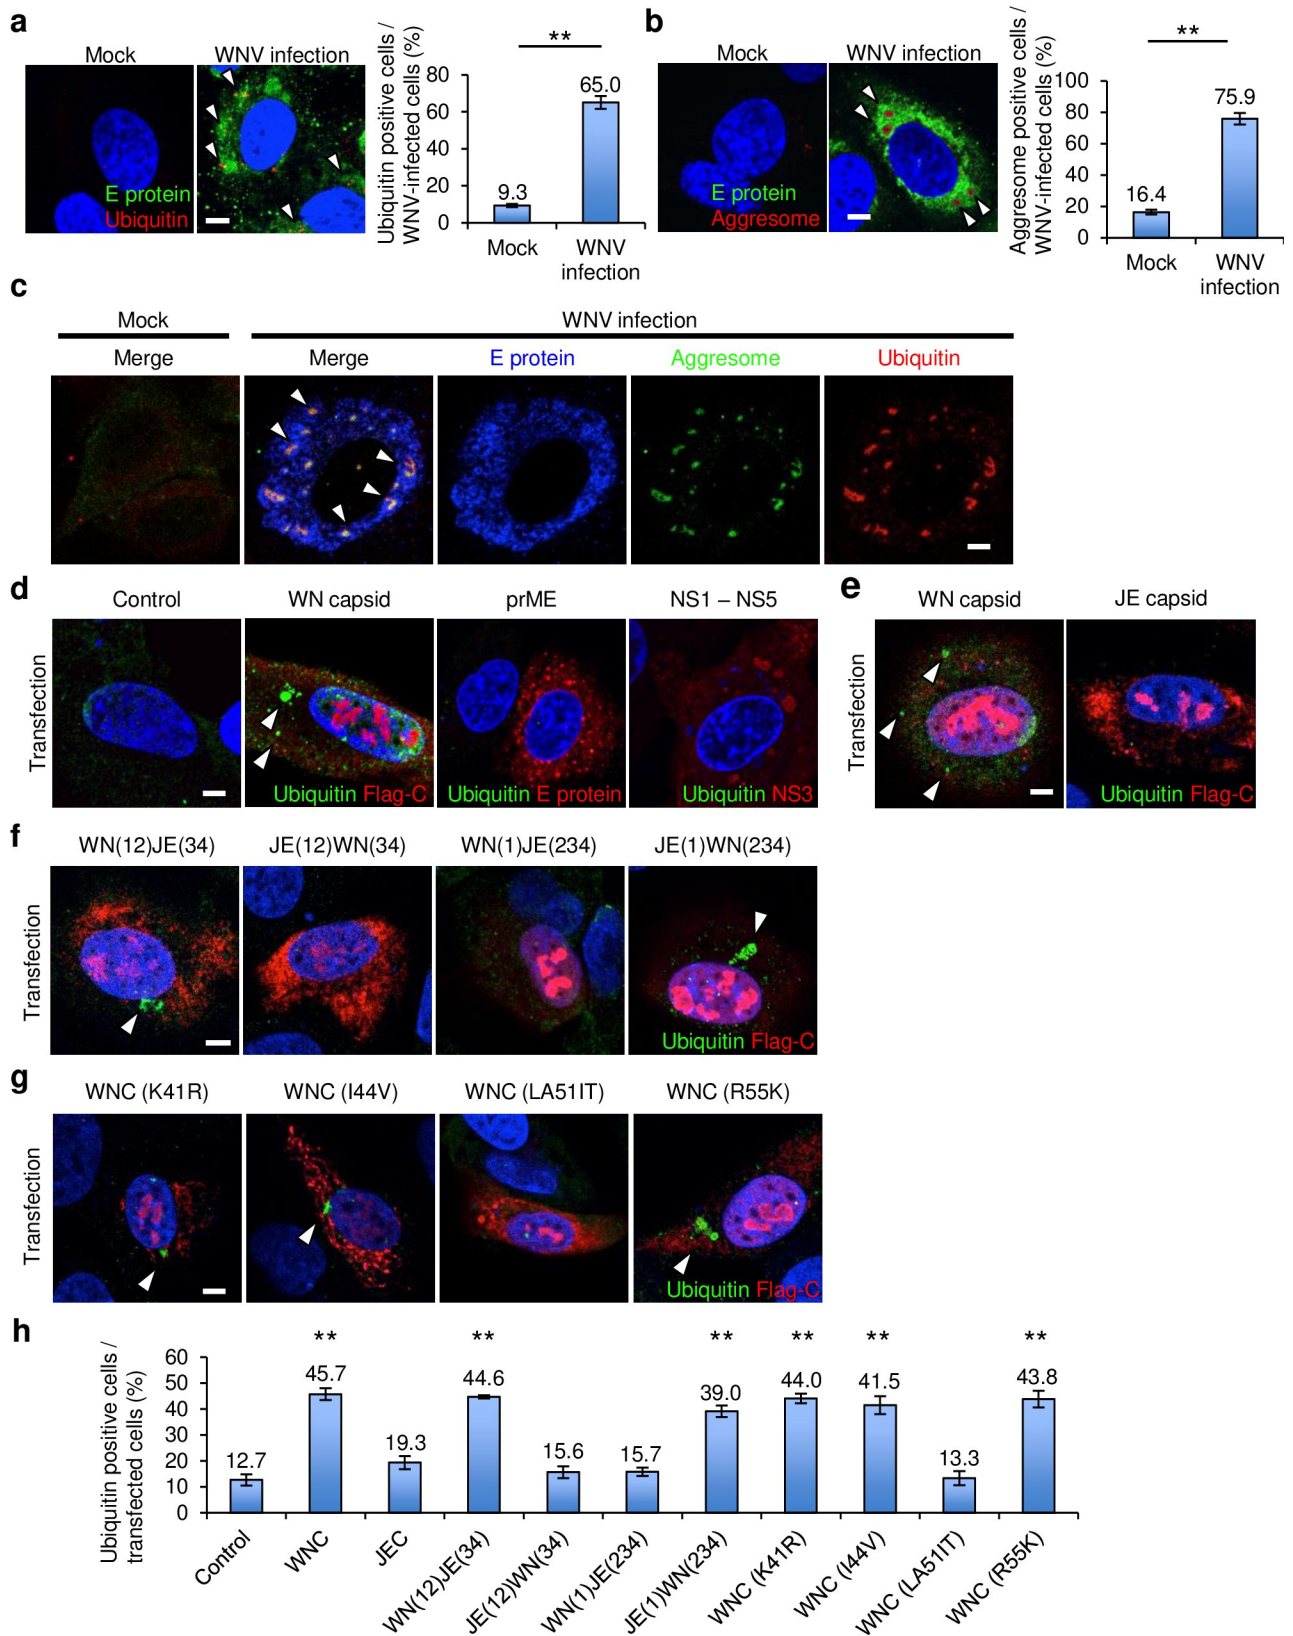 a
Mock
WNV infection
E protein
Ubiquitin
Ubiquitin positive cells /
WNV-infected cells (%)
80
60
40
20
0
**
9.3
65.0
Mock
WNV
infection
b
Mock
WNV infection
E protein
Aggresome
Aggresome positive cells /
WNV-infected cells (%)
100
80
60
40
20
0
**
16.4
75.9
Mock
WNV
infection
c
Mock
WNV infection
Merge
Merge
E protein
Aggresome
Ubiquitin
d
Transfection
Control
WN capsid
prME
NS1 – NS5
Ubiquitin Flag-C
Ubiquitin E protein
Ubiquitin NS3
e
Transfection
WN capsid
JE capsid
Ubiquitin Flag-C
f
Transfection
WN(12)JE(34)
JE(12)WN(34)
WN(1)JE(234)
JE(1)WN(234)
Ubiquitin Flag-C
g
Transfection
WNC (K41R)
WNC (I44V)
WNC (LA51IT)
WNC (R55K)
Ubiquitin Flag-C
h
Ubiquitin positive cells /
transfected cells (%)
60
50
40
30
20
10
0
** ** ** ** ** **
12.7
45.7
19.3
44.6
15.6
15.7
39.0
44.0
41.5
13.3
43.8
Control
WNC
JEC
WN(12)JE(34)
JE(12)WN(34)
WN(1)JE(234)
JE(1)WN(234)
WNC (K41R)
WNC (I44V)
WNC (LA51IT)
WNC (R55K)